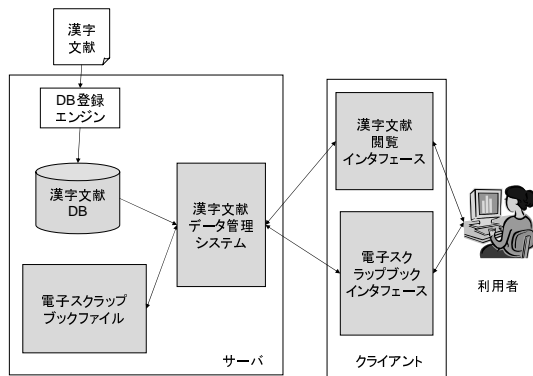 漢字
文献
DB登録
エンジン
漢字文献
DB
漢字文献
データ管理
システム
電子スクラップ
ブックファイル
サーバ
漢字文献
閲覧
インタフェース
電子スク
ラップブック
インタフェース
クライアント
利用者